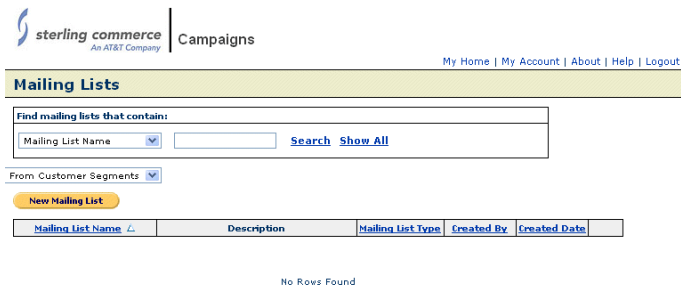 sterling commerce
An AT&T Company
Campaigns
My Home | My Account | About | Help | Logout
Mailing Lists
Find mailing lists that contain:
Mailing List Name Search Show All
From Customer Segments
New Mailing List
Mailing List Name Description Mailing List Type Created By Created Date
No Rows Found